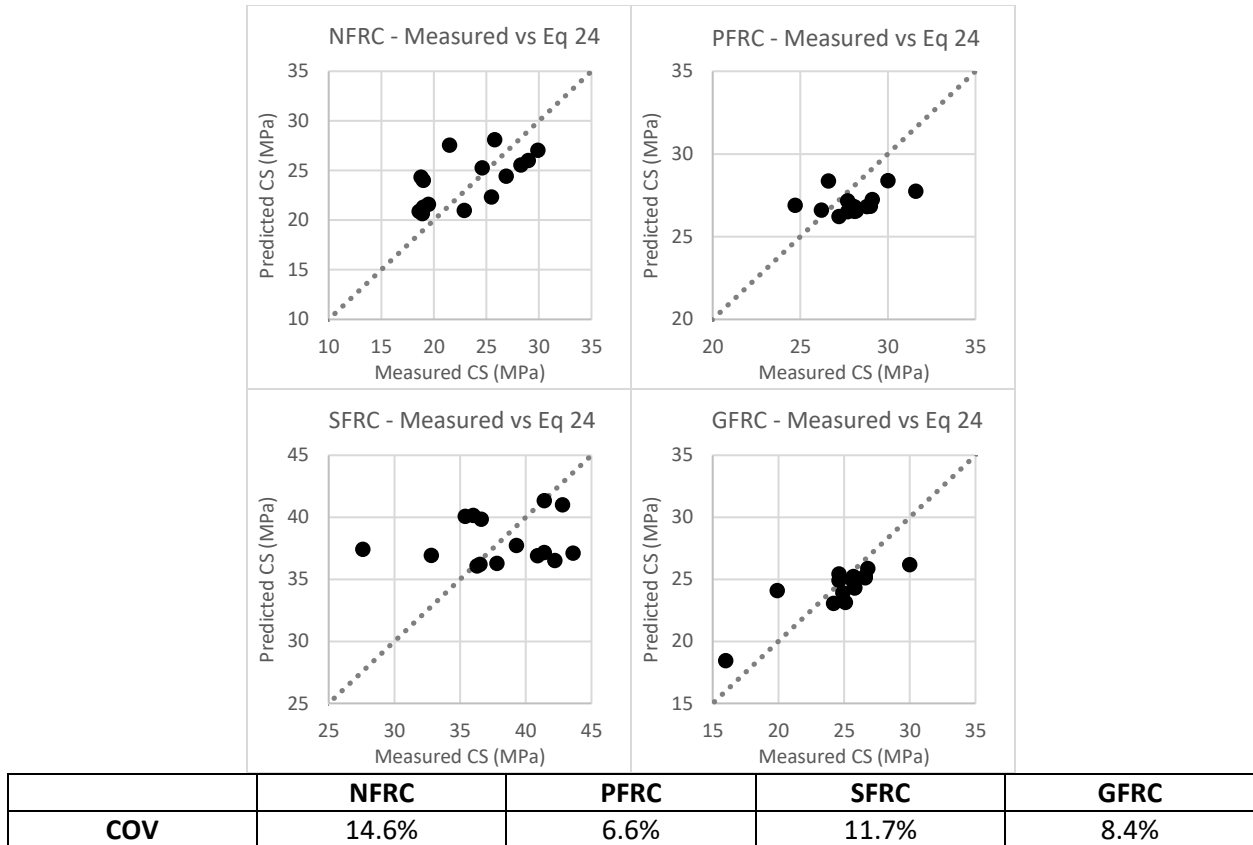 NFRC - Measured vs Eq 24
35
30
25
20
15
10
10 15 20 25 30 35
Predicted CS (MPa)
Measured CS (MPa)
PFRC - Measured vs Eq 24
35
30
25
20
20 25 30 35
Predicted CS (MPa)
Measured CS (MPa)
SFRC - Measured vs Eq 24
45
40
35
30
25
25 30 35 40 45
Predicted CS (MPa)
Measured CS (MPa)
GFRC - Measured vs Eq 24
35
30
25
20
15
15 20 25 30 35
Predicted CS (MPa)
Measured CS (MPa)
NFRC PFRC SFRC GFRC
COV 14.6% 6.6% 11.7% 8.4%